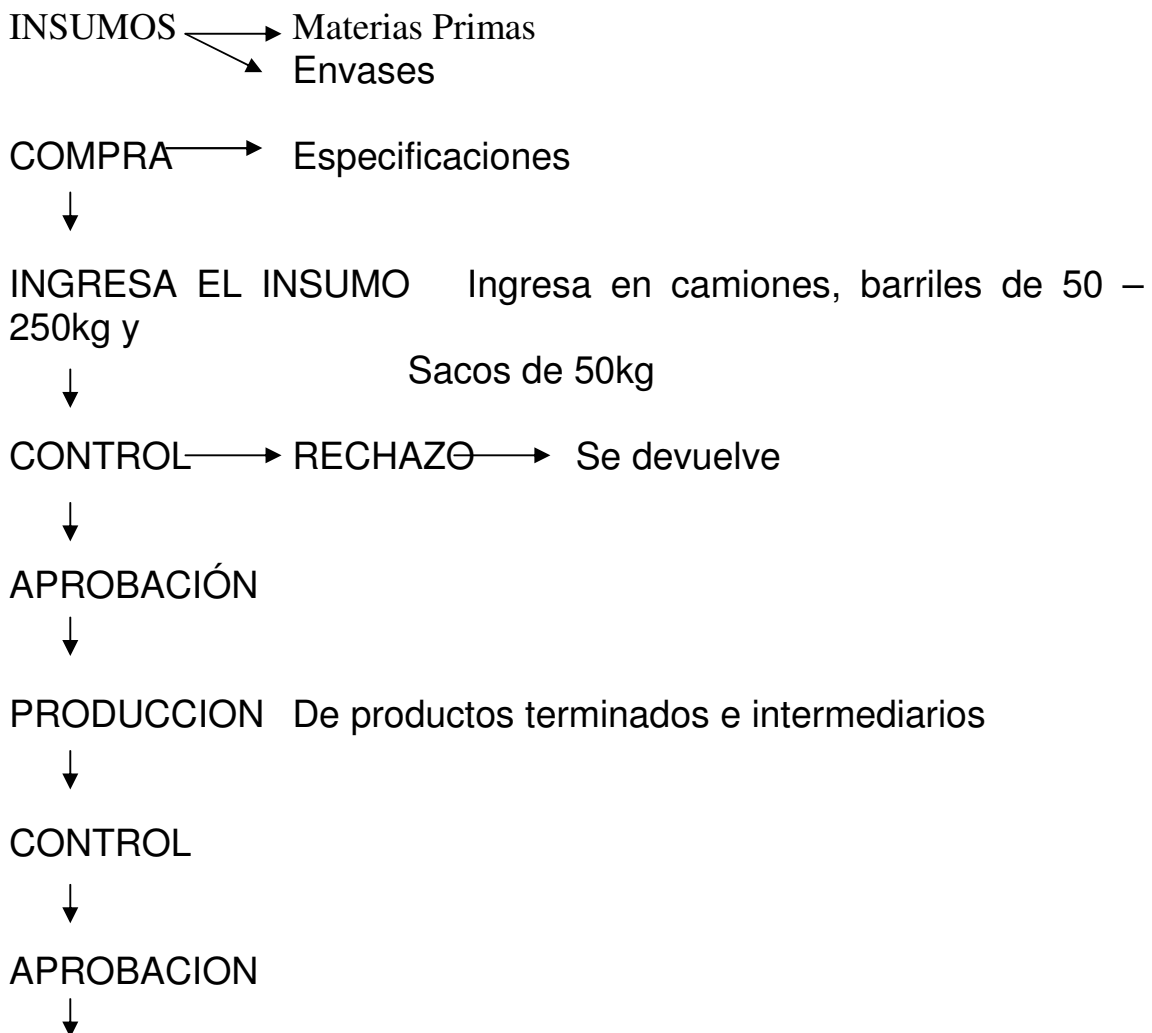 INSUMOS Materias Primas
Envases
COMPRA Especificaciones
INGRESA EL INSUMO Ingresa en camiones, barriles de 50 –
250kg y
Sacos de 50kg
CONTROL RECHAZO Se devuelve
APROBACIÓN
PRODUCCION De productos terminados e intermediarios
CONTROL
APROBACION